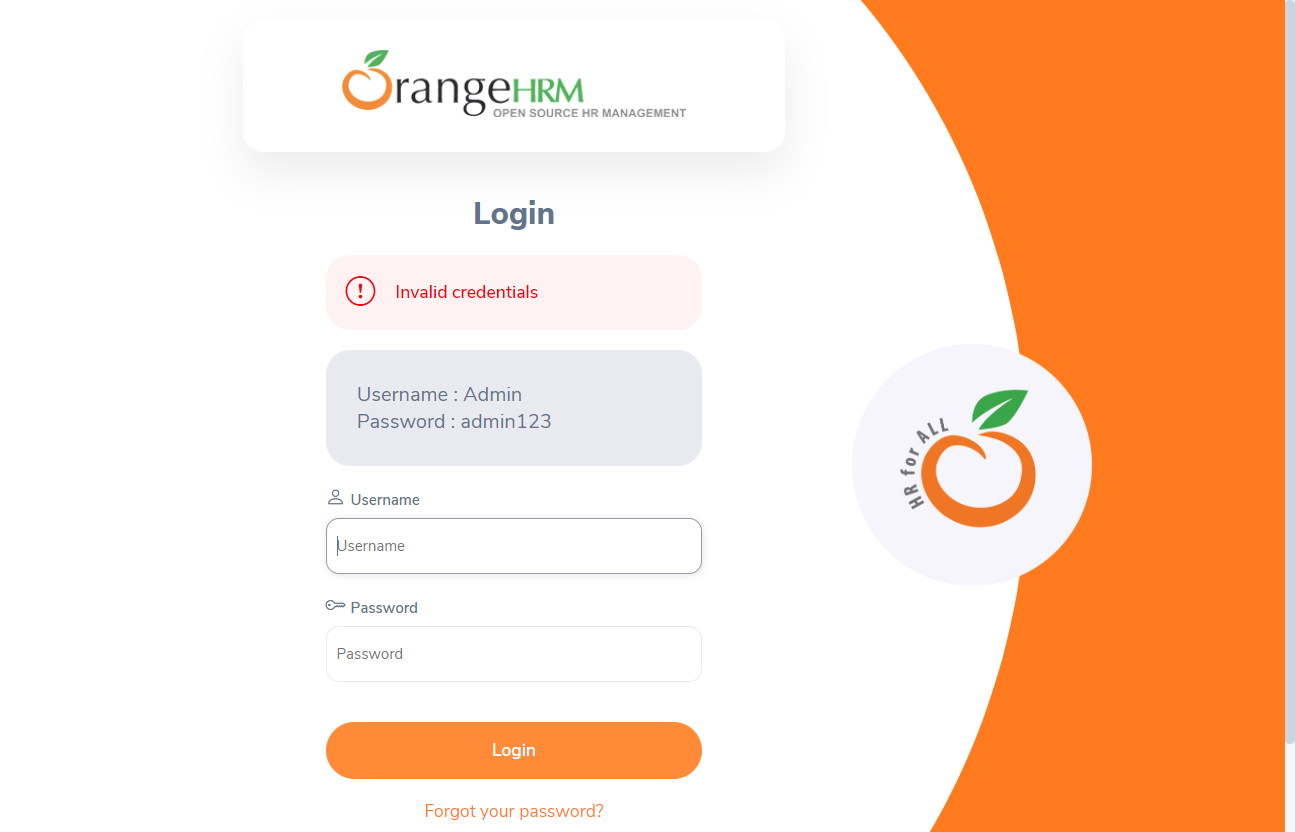 OrangeHRM
OPEN SOURCE HR MANAGEMENT
Login
Invalid credentials
Username : Admin
Password : admin123
Username
Username
Password
Password
Login
Forgot your password?
HR for ALL